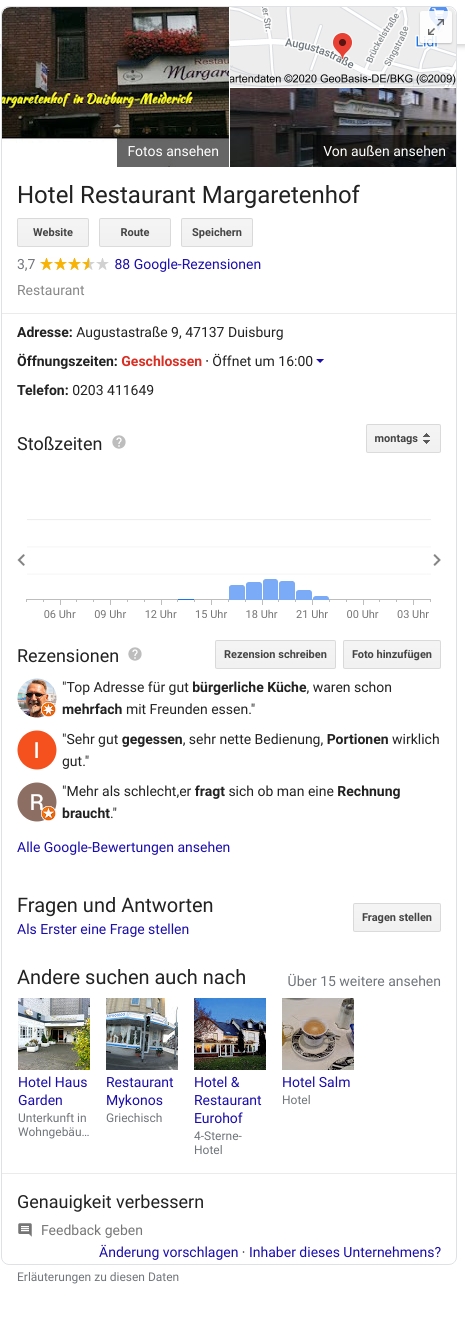 Restau
Margar
argaretenhof in Duisburg-Meiderich
er Str.
Augustastraße
Brückelstraße
Singstraße
Lidl
artendaten ©2020 GeoBasis-DE/BKG (©2009)
Fotos ansehen
Von außen ansehen
Hotel Restaurant Margaretenhof
Website Route Speichern
3,7 88 Google-Rezensionen
Restaurant
Adresse: Augustastraße 9, 47137 Duisburg
Öffnungszeiten: Geschlossen · Öffnet um 16:00
Telefon: 0203 411649
Stoßzeiten ? montags
06 Uhr 09 Uhr 12 Uhr 15 Uhr 18 Uhr 21 Uhr 00 Uhr 03 Uhr
Rezensionen ? Rezension schreiben Foto hinzufügen
"Top Adresse für gut bürgerliche Küche, waren schon
mehrfach mit Freunden essen."
I
"Sehr gut gegessen, sehr nette Bedienung, Portionen wirklich
gut."
R
"Mehr als schlecht,er fragt sich ob man eine Rechnung
braucht."
Alle Google-Bewertungen ansehen
Fragen und Antworten
Fragen stellen
Als Erster eine Frage stellen
Andere suchen auch nach Über 15 weitere ansehen
Hotel Haus
Garden
Unterkunft in
Wohngebäu...
Restaurant
Mykonos
Griechisch
Hotel &
Restaurant
Eurohof
4-Sterne-
Hotel
Hotel Salm
Hotel
Genauigkeit verbessern
Feedback geben
Änderung vorschlagen · Inhaber dieses Unternehmens?
Erläuterungen zu diesen Daten